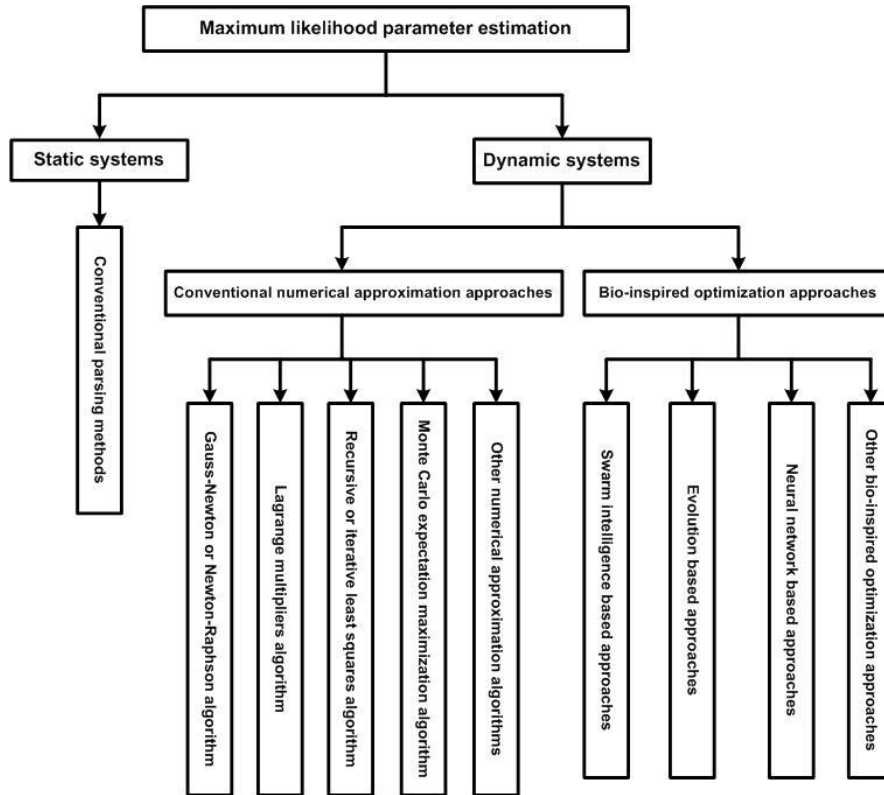 Maximum likelihood parameter estimation
Static systems
Dynamic systems
Conventional parsing methods
Conventional numerical approximation approaches
Bio-inspired optimization approaches
Gauss-Newton or Newton-Raphson algorithm
Lagrange multipliers algorithm
Recursive or iterative least squares algorithm
Monte Carlo expectation maximization algorithm
Other numerical approximation algorithms
Swarm intelligence based approaches
Evolution based approaches
Neural network based approaches
Other bio-inspired optimization approaches